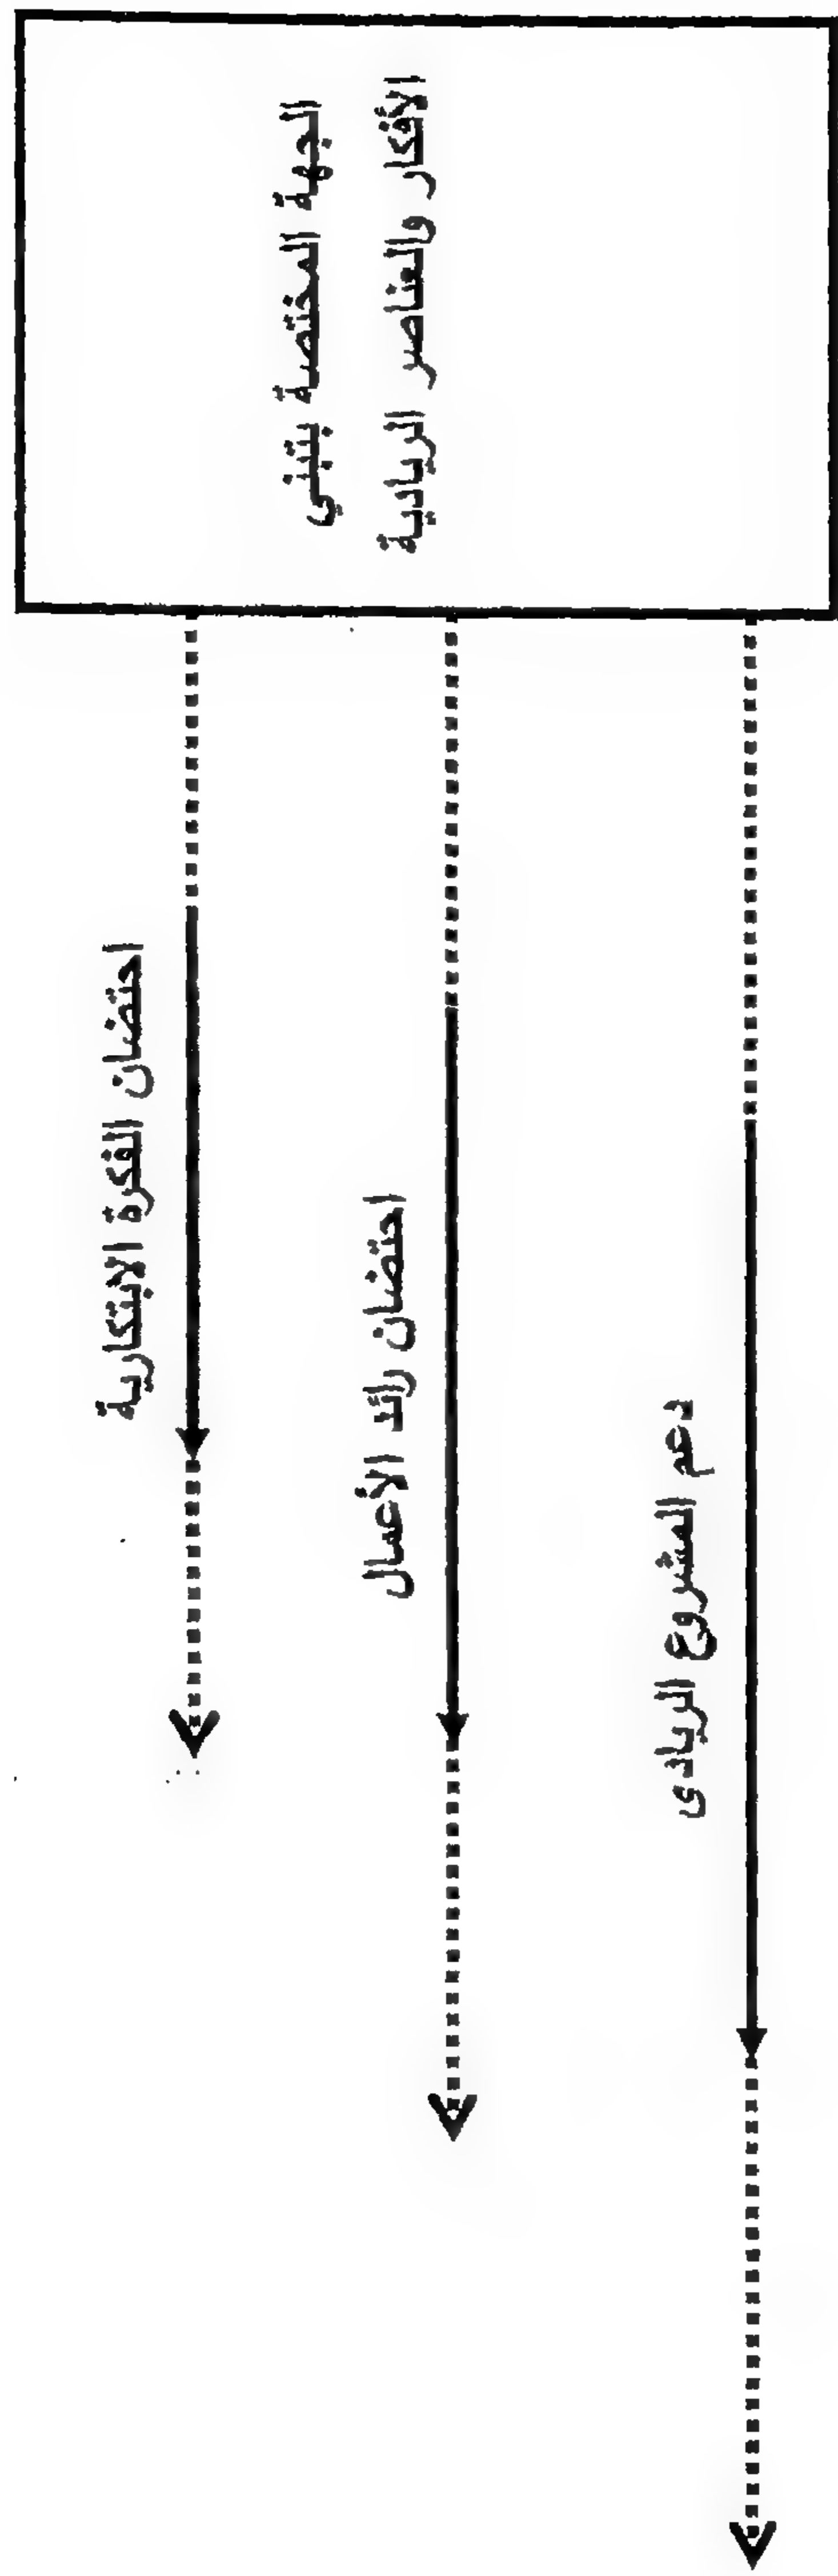 الجهة المختصة بتبني
الأفكار والعناصر الريادية
احتضان الفكرة الابتكارية
احتضان رائد الأعمال
دعم المشروع الريادى